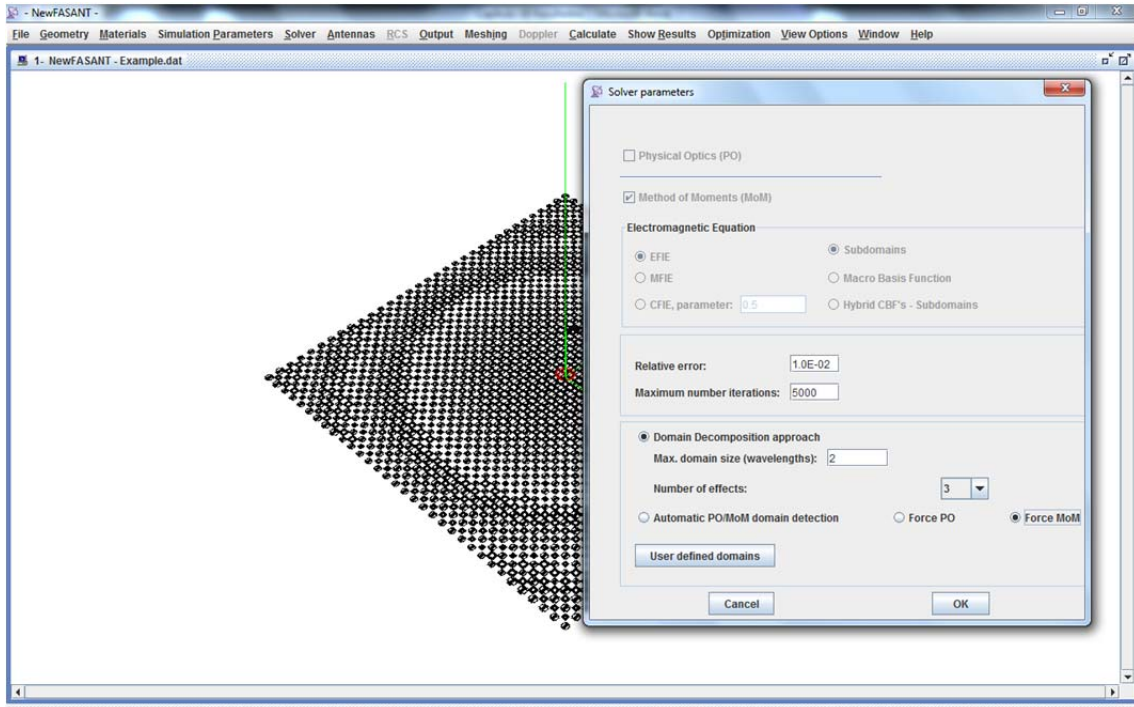 - NewFASANT -
File Geometry Materials Simulation Parameters Solver Antennas RCS Output Meshing Doppler Calculate Show Results Optimization View Options Window Help
1- NewFASANT - Example.dat
Solver parameters
Physical Optics (PO)
Method of Moments (MoM)
Electromagnetic Equation
EFIE
Subdomains
MFIE
Macro Basis Function
CFIE, parameter: 0.5
Hybrid CBF's - Subdomains
Relative error: 1.0E-02
Maximum number iterations: 5000
Domain Decomposition approach
Max. domain size (wavelengths): 2
Number of effects: 3
Automatic PO/MoM domain detection Force PO Force MoM
User defined domains
Cancel OK